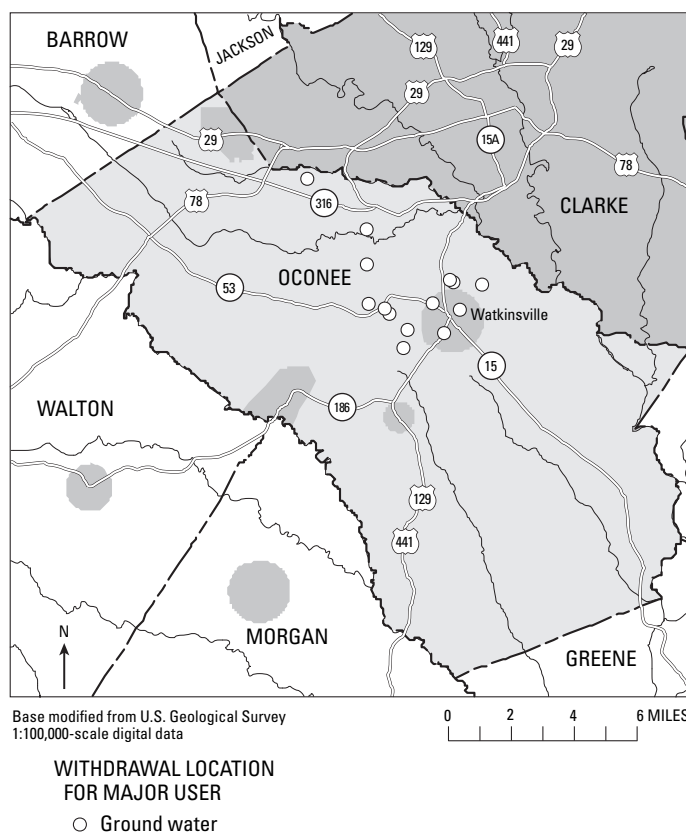 BARROW
JACKSON
129
441
29
29
15A
29
78
78
316
CLARKE
OCONEE
53
Watkinsville
15
WALTON
186
129
441
MORGAN
GREENE
N
Base modified from U.S. Geological Survey
1:100,000-scale digital data
0 2 4 6 MILES
WITHDRAWAL LOCATION
FOR MAJOR USER
Ground water